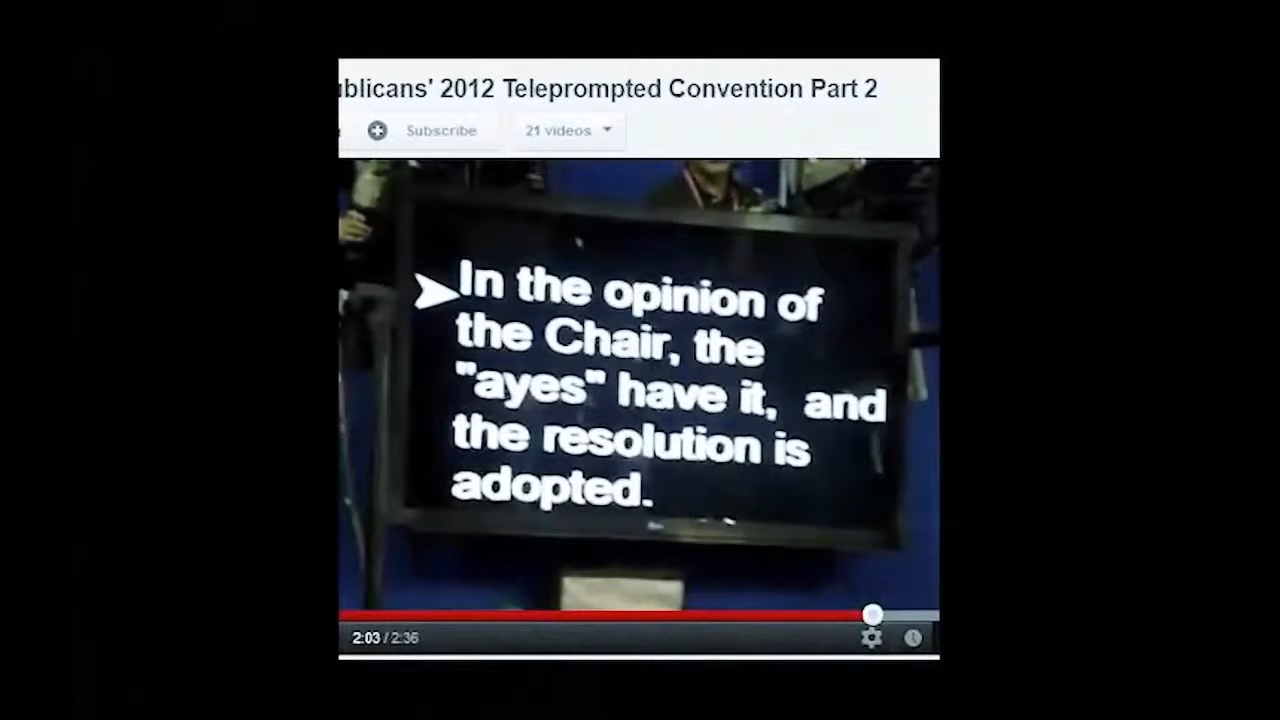 ublicans' 2012 Teleprompted Convention Part 2
Subscribe
21 videos
In the opinion of
the Chair, the
"ayes" have it, and
the resolution is
adopted.
2:03 / 2:36